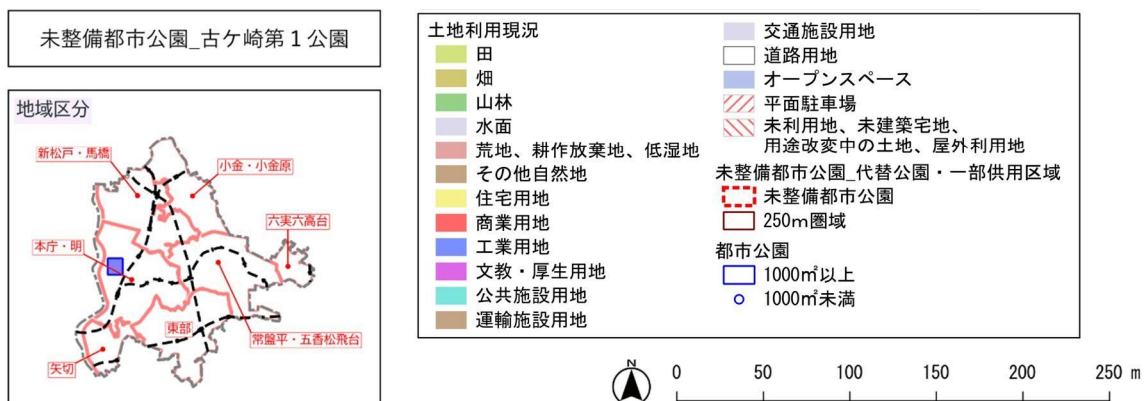 未整備都市公園_古ケ崎第１公園
地域区分
新松戸・馬橋
小金・小金原
六実六高台
本庁・明
東部
常盤平・五香松飛台
矢切
土地利用現況
田
畑
山林
水面
荒地、耕作放棄地、低湿地
その他自然地
住宅用地
商業用地
工業用地
文教・厚生用地
公共施設用地
運輸施設用地
交通施設用地
道路用地
オープンスペース
平面駐車場
未利用地、未建築宅地、
用途改変中の土地、屋外利用地
未整備都市公園_代替公園・一部供用区域
未整備都市公園
250ｍ圏域
都市公園
1000㎡以上
1000㎡未満
N
0 50 100 150 200 250 m